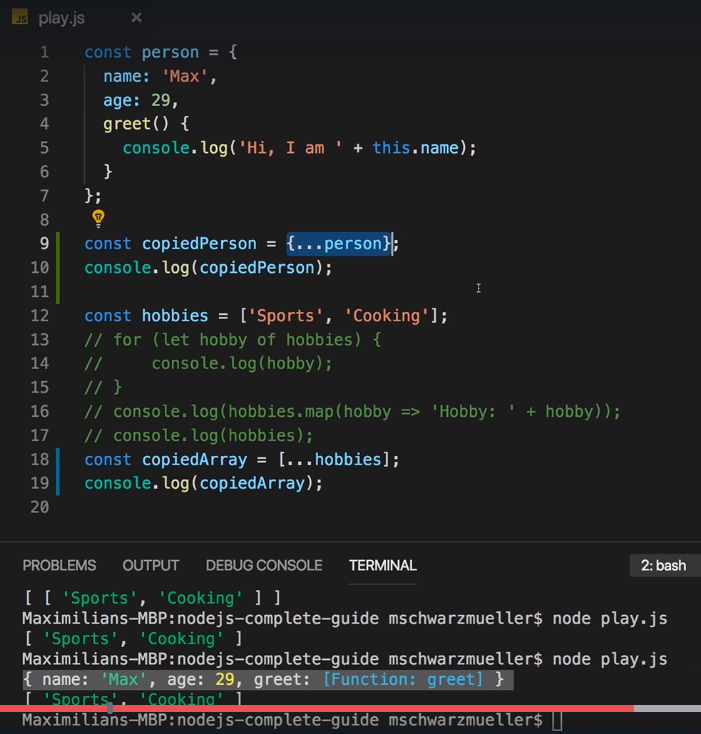 JS play.js ×
1 const person = {
2 name: 'Max',
3 age: 29,
4 greet() {
5 console.log('Hi, I am ' + this.name);
6 }
7 };
8
9 const copiedPerson = {...person};
10 console.log(copiedPerson);
11
12 const hobbies = ['Sports', 'Cooking'];
13 // for (let hobby of hobbies) {
14 //     console.log(hobby);
15 // }
16 // console.log(hobbies.map(hobby => 'Hobby: ' + hobby));
17 // console.log(hobbies);
18 const copiedArray = [...hobbies];
19 console.log(copiedArray);
20
PROBLEMS OUTPUT DEBUG CONSOLE TERMINAL 2: bash
[ [ 'Sports', 'Cooking' ] ]
Maximilians-MBP:nodejs-complete-guide mschwarzmueller$ node play.js
[ 'Sports', 'Cooking' ]
Maximilians-MBP:nodejs-complete-guide mschwarzmueller$ node play.js
{ name: 'Max', age: 29, greet: [Function: greet] }
[ 'Sports', 'Cooking' ]
Maximilians-MBP:nodejs-complete-guide mschwarzmueller$